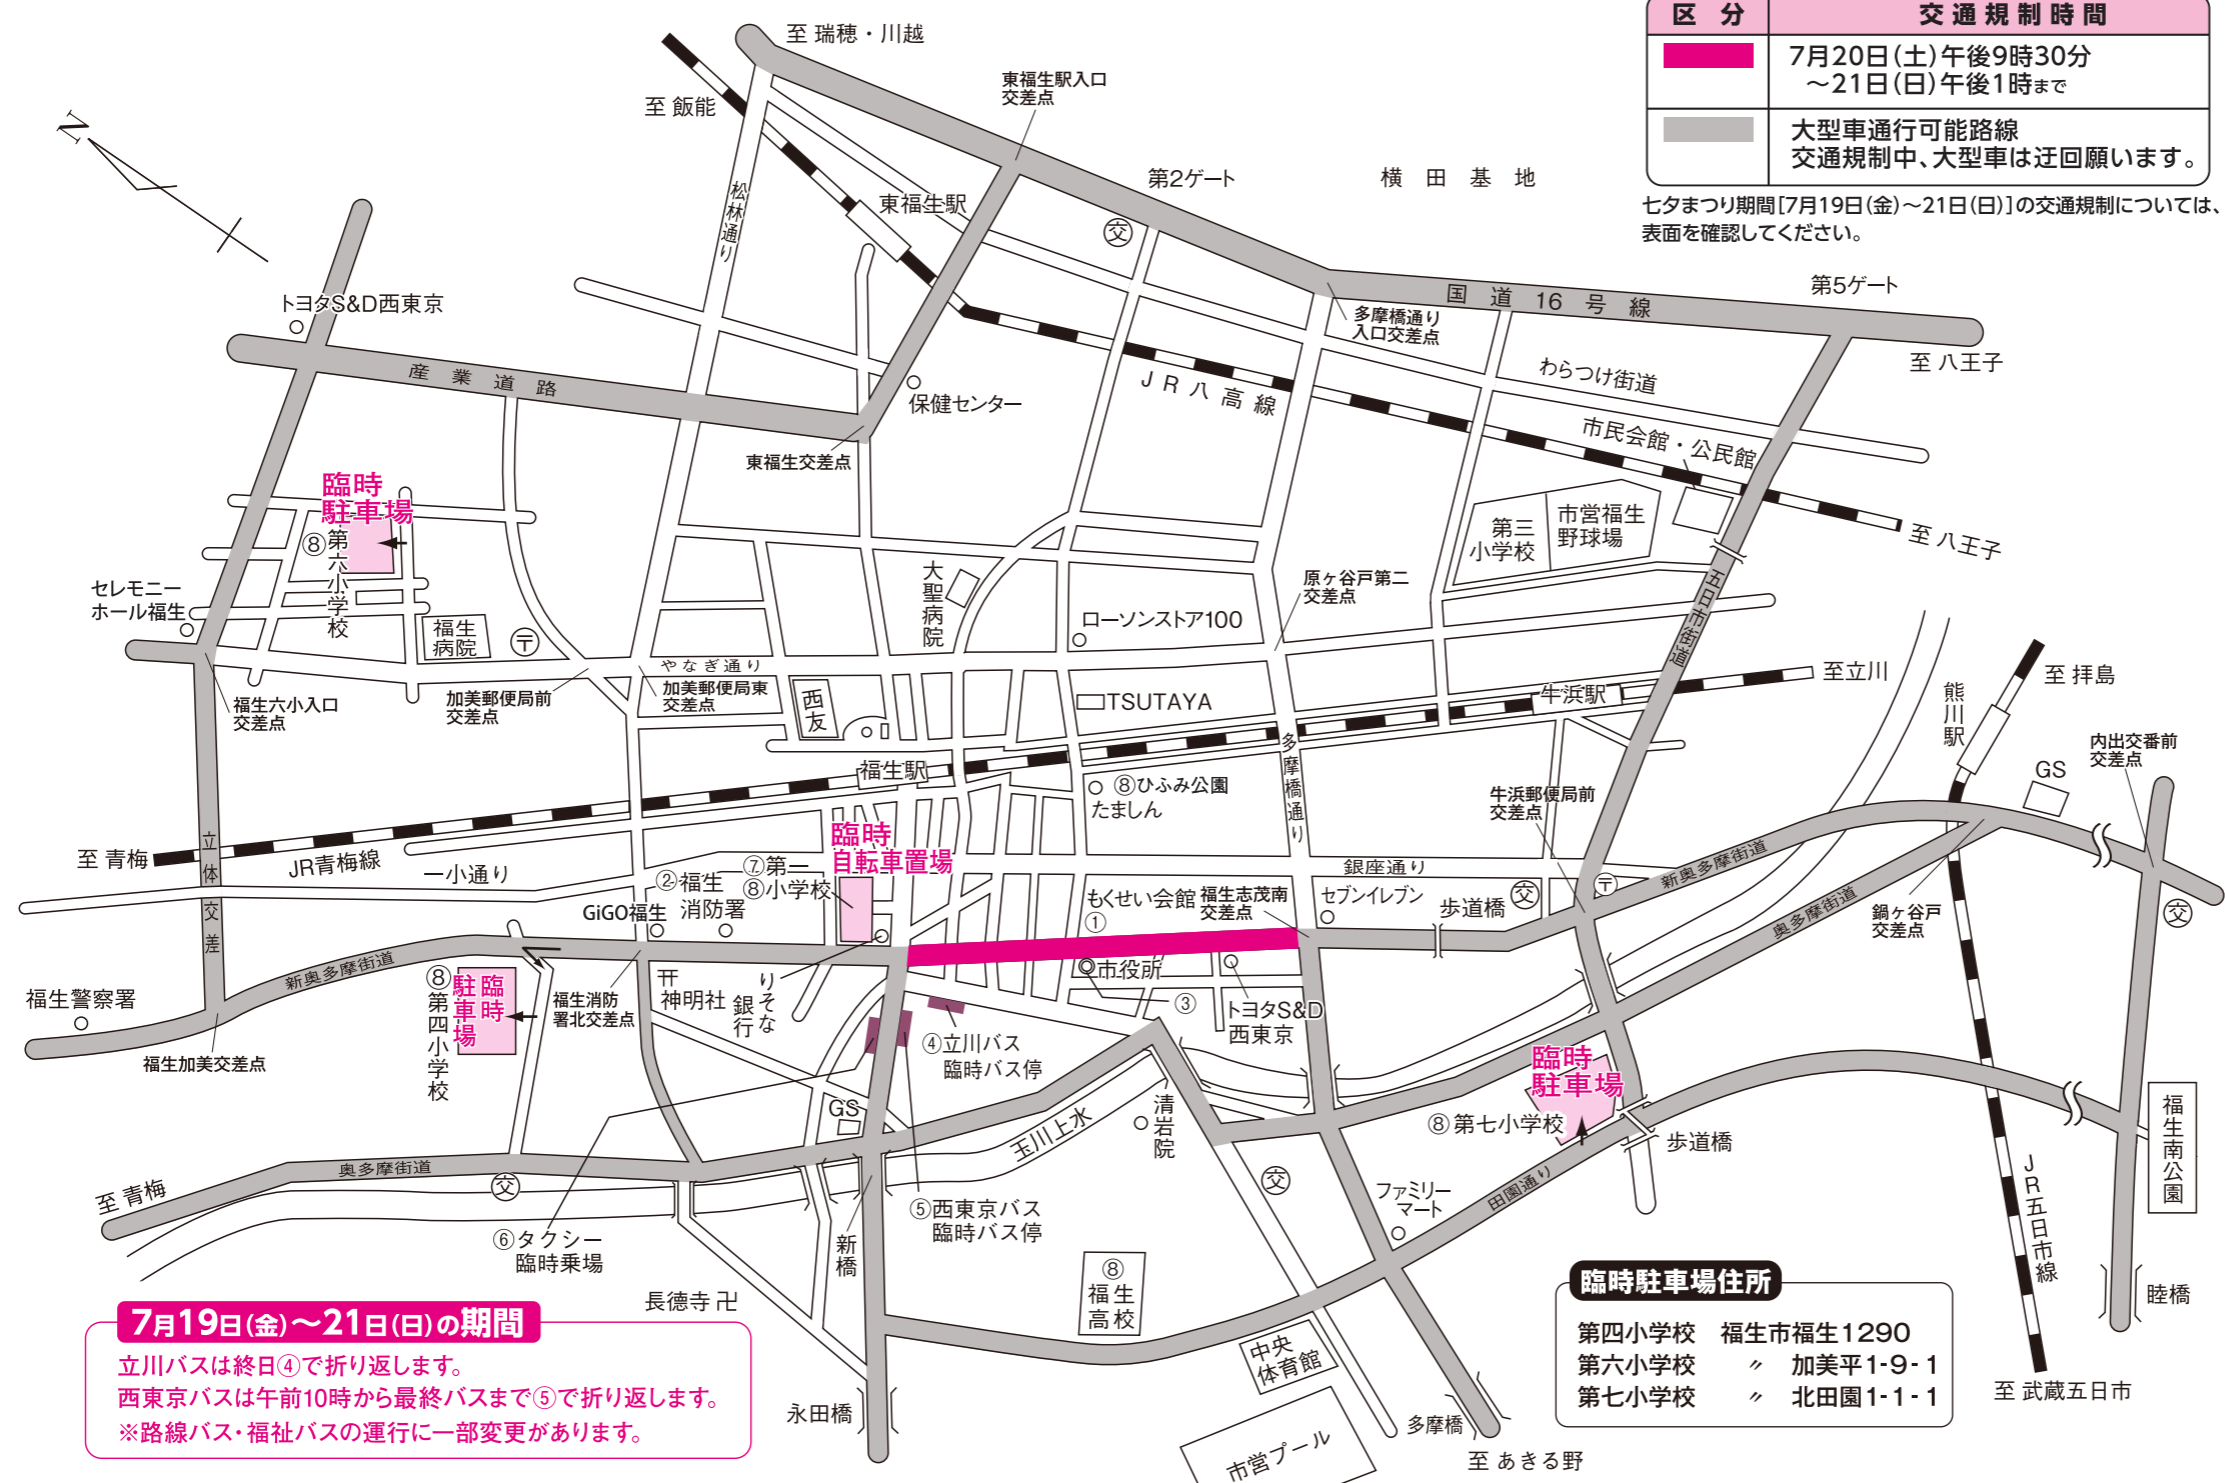 区 分 交通規制時間
7月20日(土)午後9時30分
～21日(日)午後1時まで
大型車通行可能路線
交通規制中、大型車は迂回願います。
七夕まつり期間[7月19日(金)～21日(日)]の交通規制については、
表面を確認してください。
至 瑞穂・川越
至 飯能
東福生駅入口
交差点
第2ゲート
横田基地
N
松林通り
東福生駅
交
トヨタS&D西東京
国道16号線
第5ゲート
多摩橋通り
入口交差点
至 八王子
産業道路
保健センター
JR八高線
わらつけ街道
東福生交差点
市民会館・公民館
臨時
駐車場
⑧第六小学校
第三
小学校
市営福生
野球場
至 八王子
セレモニー
ホール福生
福生
病院
〒
大聖病院
ローソンストア100
原ヶ谷戸第二
交差点
五日市街道
やなぎ通り
福生六小入口
交差点
加美郵便局前
交差点
加美郵便局東
交差点
西友
TSUTAYA
牛浜駅
至立川
熊川駅
至 拝島
内出交番前
交差点
GS
福生駅
多摩橋通り
⑧ひふみ公園
たましん
牛浜郵便局前
交差点
立体交差
至 青梅
JR青梅線
一小通り
臨時
自転車置場
⑦第一
⑧小学校
②福生
消防署
GiGO福生
もくせい会館
①
福生志茂南
交差点
銀座通り
セブンイレブン
歩道橋
交
〒
新奥多摩街道
奥多摩街道
鍋ヶ谷戸
交差点
交
新奥多摩街道
福生警察署
福生加美交差点
⑧第四小学校
臨時
駐車場
福生消防
署北交差点
神明社
りそな
銀行
市役所
③
トヨタS&D
西東京
④立川バス
臨時バス停
臨時
駐車場
⑧第七小学校
歩道橋
GS
玉川上水
清岩院
福生南公園
至 青梅
奥多摩街道
交
⑥タクシー
臨時乗場
⑤西東京バス
臨時バス停
新橋
交
ファミリー
マート
田園通り
JR五日市線
⑧
福生
高校
長徳寺卍
永田橋
中央
体育館
市営プール
多摩橋
至 あきる野
睦橋
至 武蔵五日市
7月19日(金)～21日(日)の期間
立川バスは終日④で折り返します。
西東京バスは午前10時から最終バスまで⑤で折り返します。
※路線バス・福祉バスの運行に一部変更があります。
臨時駐車場住所
第四小学校 福生市福生1290
第六小学校 〃 加美平1-9-1
第七小学校 〃 北田園1-1-1